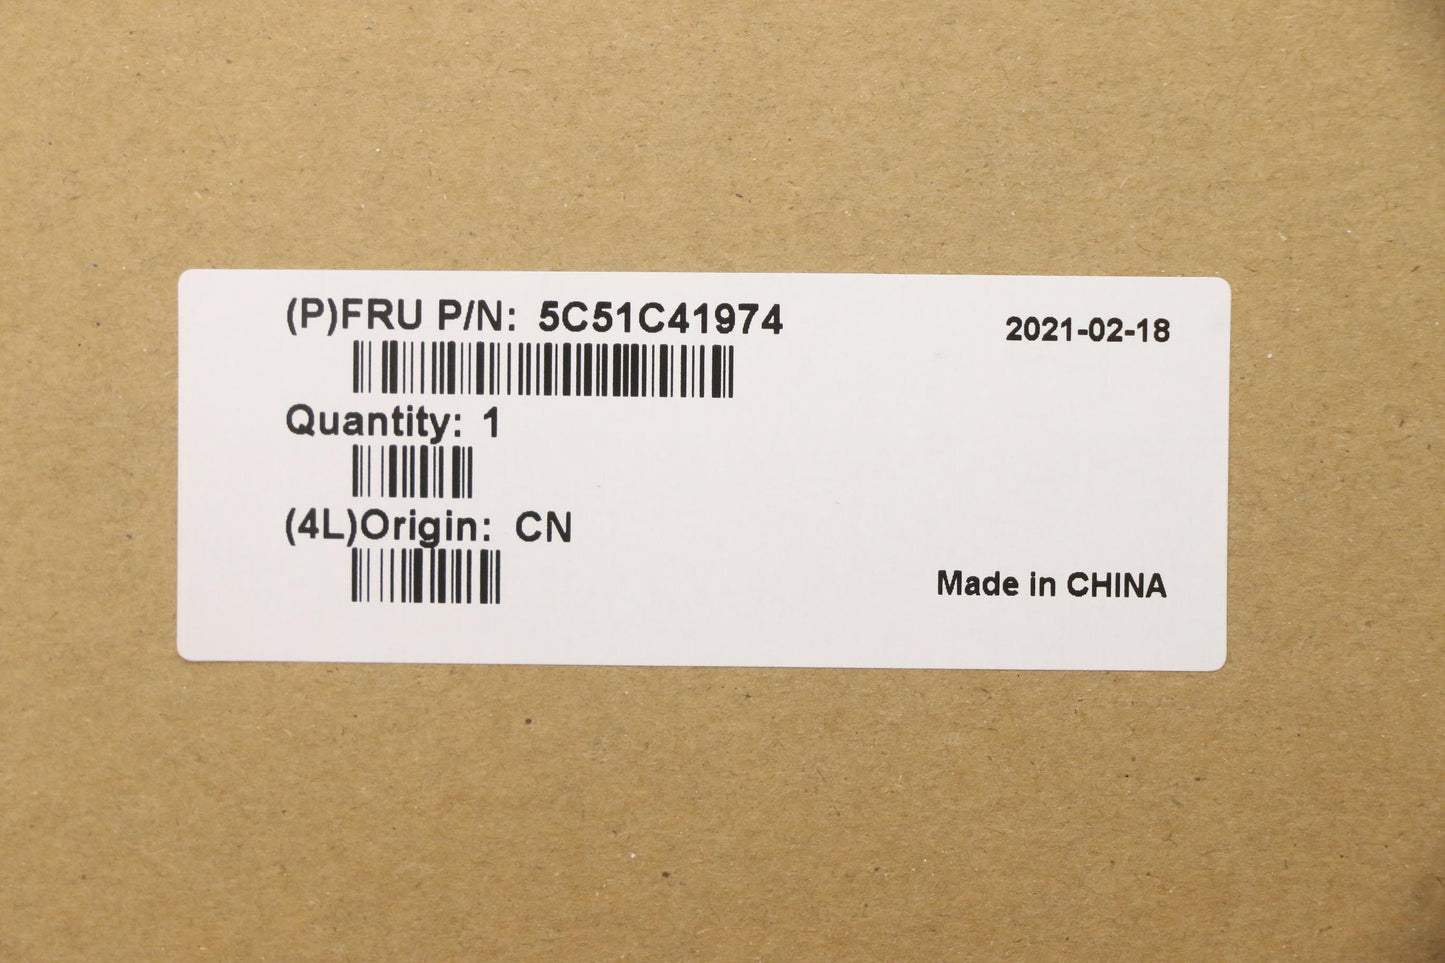 (P)FRU P/N: 5C51C41974
2021-02-18
Quantity: 1
(4L)Origin: CN
Made in CHINA